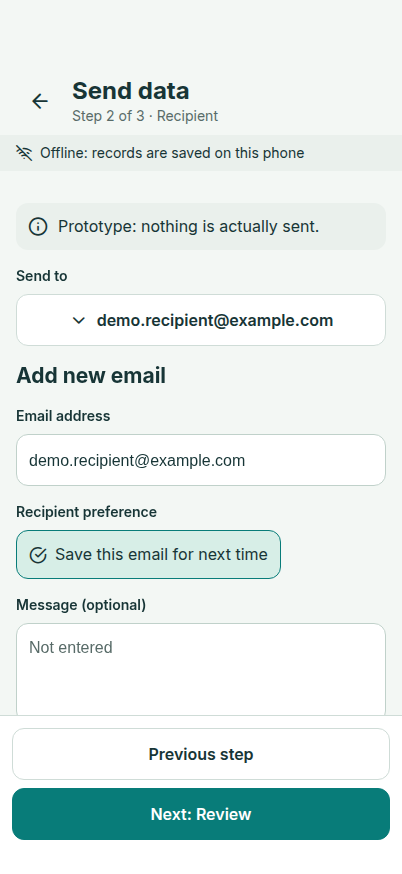 Send data
Step 2 of 3 · Recipient
Offline: records are saved on this phone
Prototype: nothing is actually sent.
Send to
demo.recipient@example.com
Add new email
Email address
demo.recipient@example.com
Recipient preference
Save this email for next time
Message (optional)
Not entered
Previous step
Next: Review